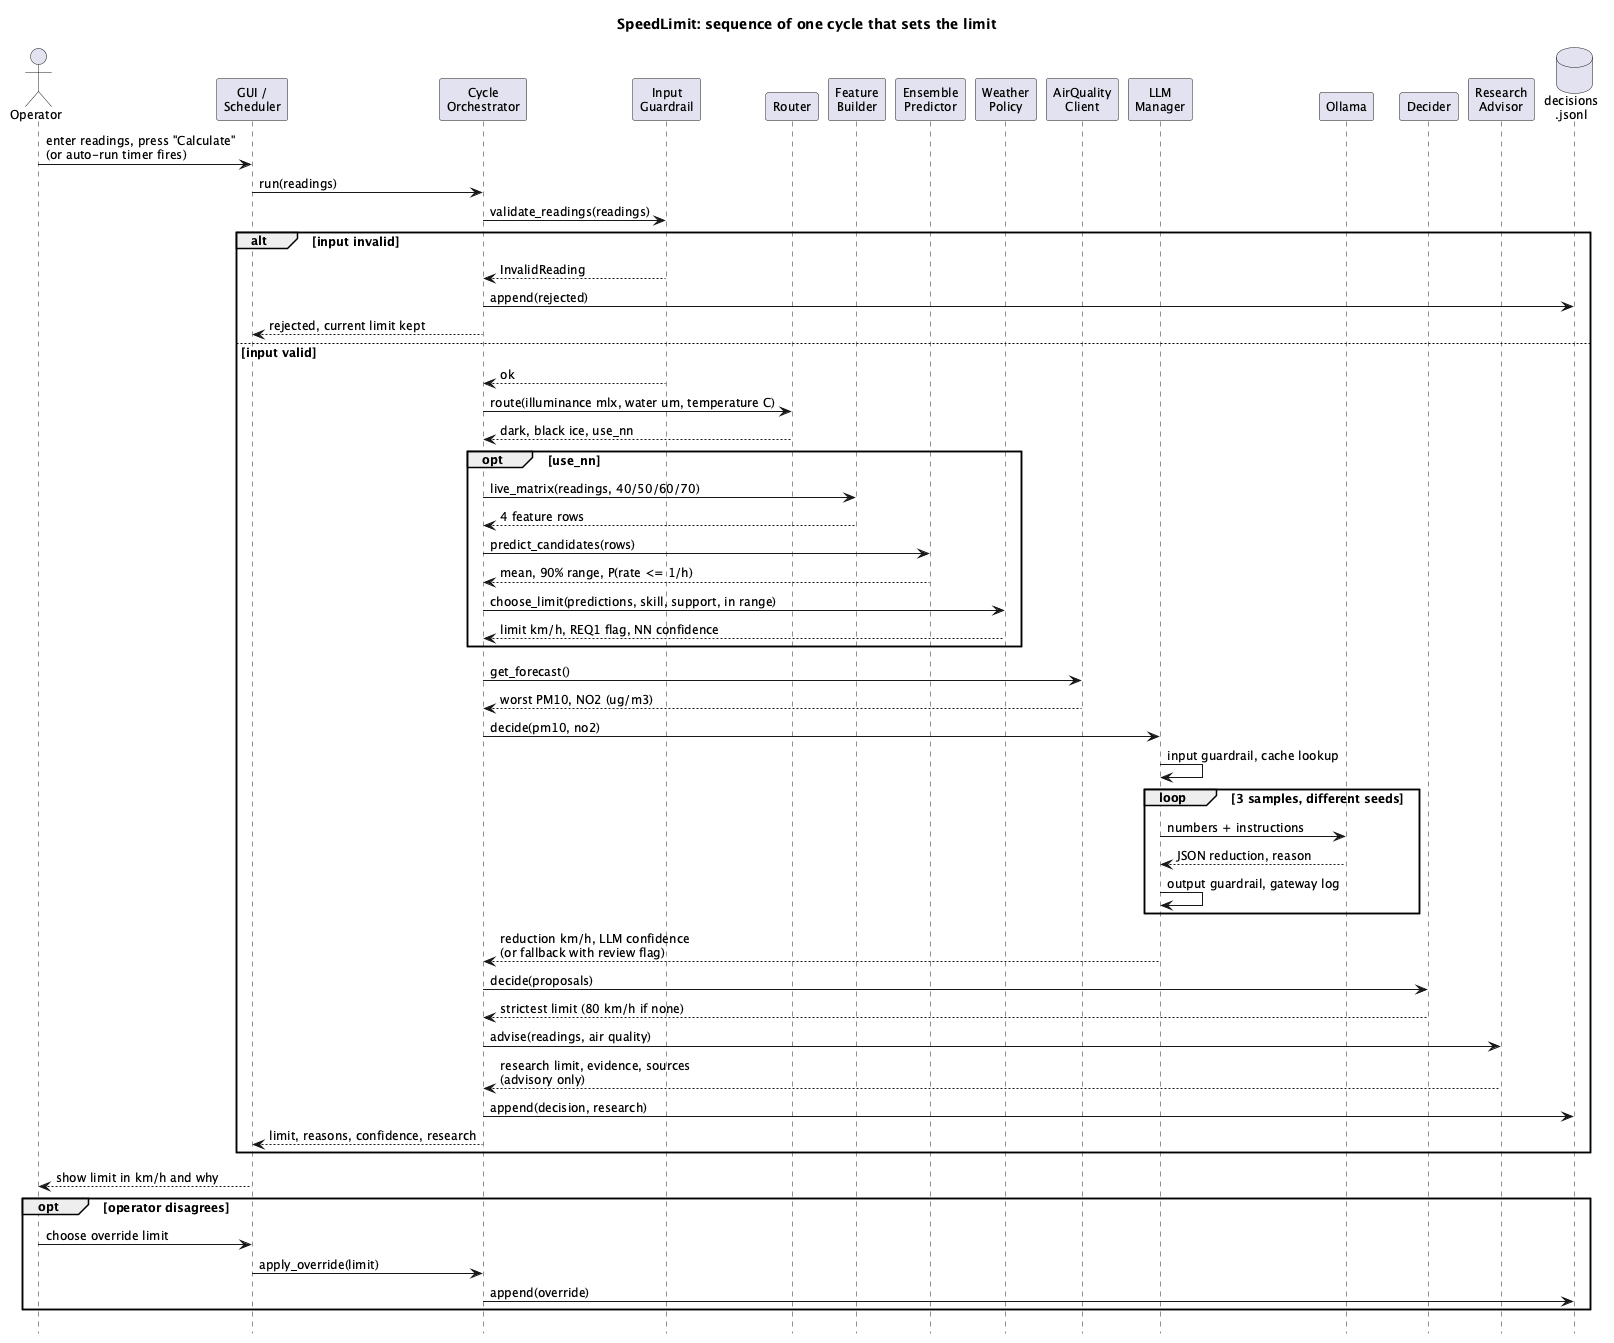 SpeedLimit: sequence of one cycle that sets the limit
Operator
GUI /
Scheduler
Cycle
Orchestrator
Input
Guardrail
Router
Feature
Builder
Ensemble
Predictor
Weather
Policy
AirQuality
Client
LLM
Manager
Ollama
Decider
Research
Advisor
decisions
.jsonl
enter readings, press "Calculate"
(or auto-run timer fires)
run(readings)
validate_readings(readings)
alt [input invalid]
InvalidReading
append(rejected)
rejected, current limit kept
[input valid]
ok
route(illuminance mlx, water um, temperature C)
dark, black ice, use_nn
opt [use_nn]
live_matrix(readings, 40/50/60/70)
4 feature rows
predict_candidates(rows)
mean, 90% range, P(rate <= 1/h)
choose_limit(predictions, skill, support, in range)
limit km/h, REQ1 flag, NN confidence
get_forecast()
worst PM10, NO2 (ug/m3)
decide(pm10, no2)
input guardrail, cache lookup
loop [3 samples, different seeds]
numbers + instructions
JSON reduction, reason
output guardrail, gateway log
reduction km/h, LLM confidence
(or fallback with review flag)
decide(proposals)
strictest limit (80 km/h if none)
advise(readings, air quality)
research limit, evidence, sources
(advisory only)
append(decision, research)
limit, reasons, confidence, research
show limit in km/h and why
opt [operator disagrees]
choose override limit
apply_override(limit)
append(override)